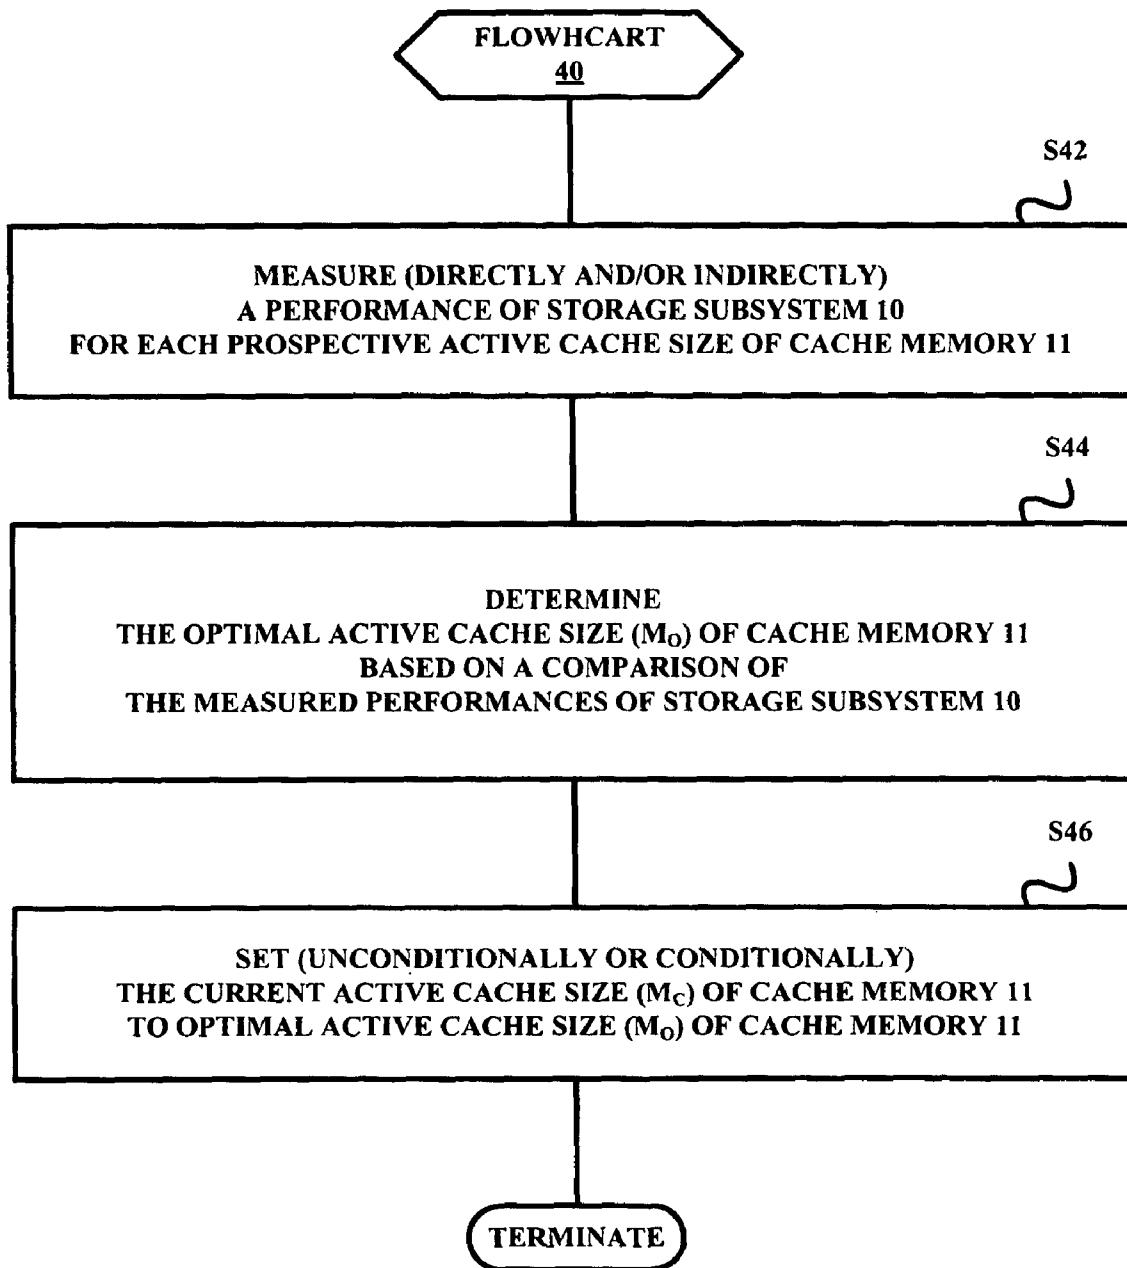 FLOWHCART
40
S42
MEASURE (DIRECTLY AND/OR INDIRECTLY)
A PERFORMANCE OF STORAGE SUBSYSTEM 10
FOR EACH PROSPECTIVE ACTIVE CACHE SIZE OF CACHE MEMORY 11
S44
DETERMINE
THE OPTIMAL ACTIVE CACHE SIZE (MO) OF CACHE MEMORY 11
BASED ON A COMPARISON OF
THE MEASURED PERFORMANCES OF STORAGE SUBSYSTEM 10
S46
SET (UNCONDITIONALLY OR CONDITIONALLY)
THE CURRENT ACTIVE CACHE SIZE (MC) OF CACHE MEMORY 11
TO OPTIMAL ACTIVE CACHE SIZE (MO) OF CACHE MEMORY 11
TERMINATE